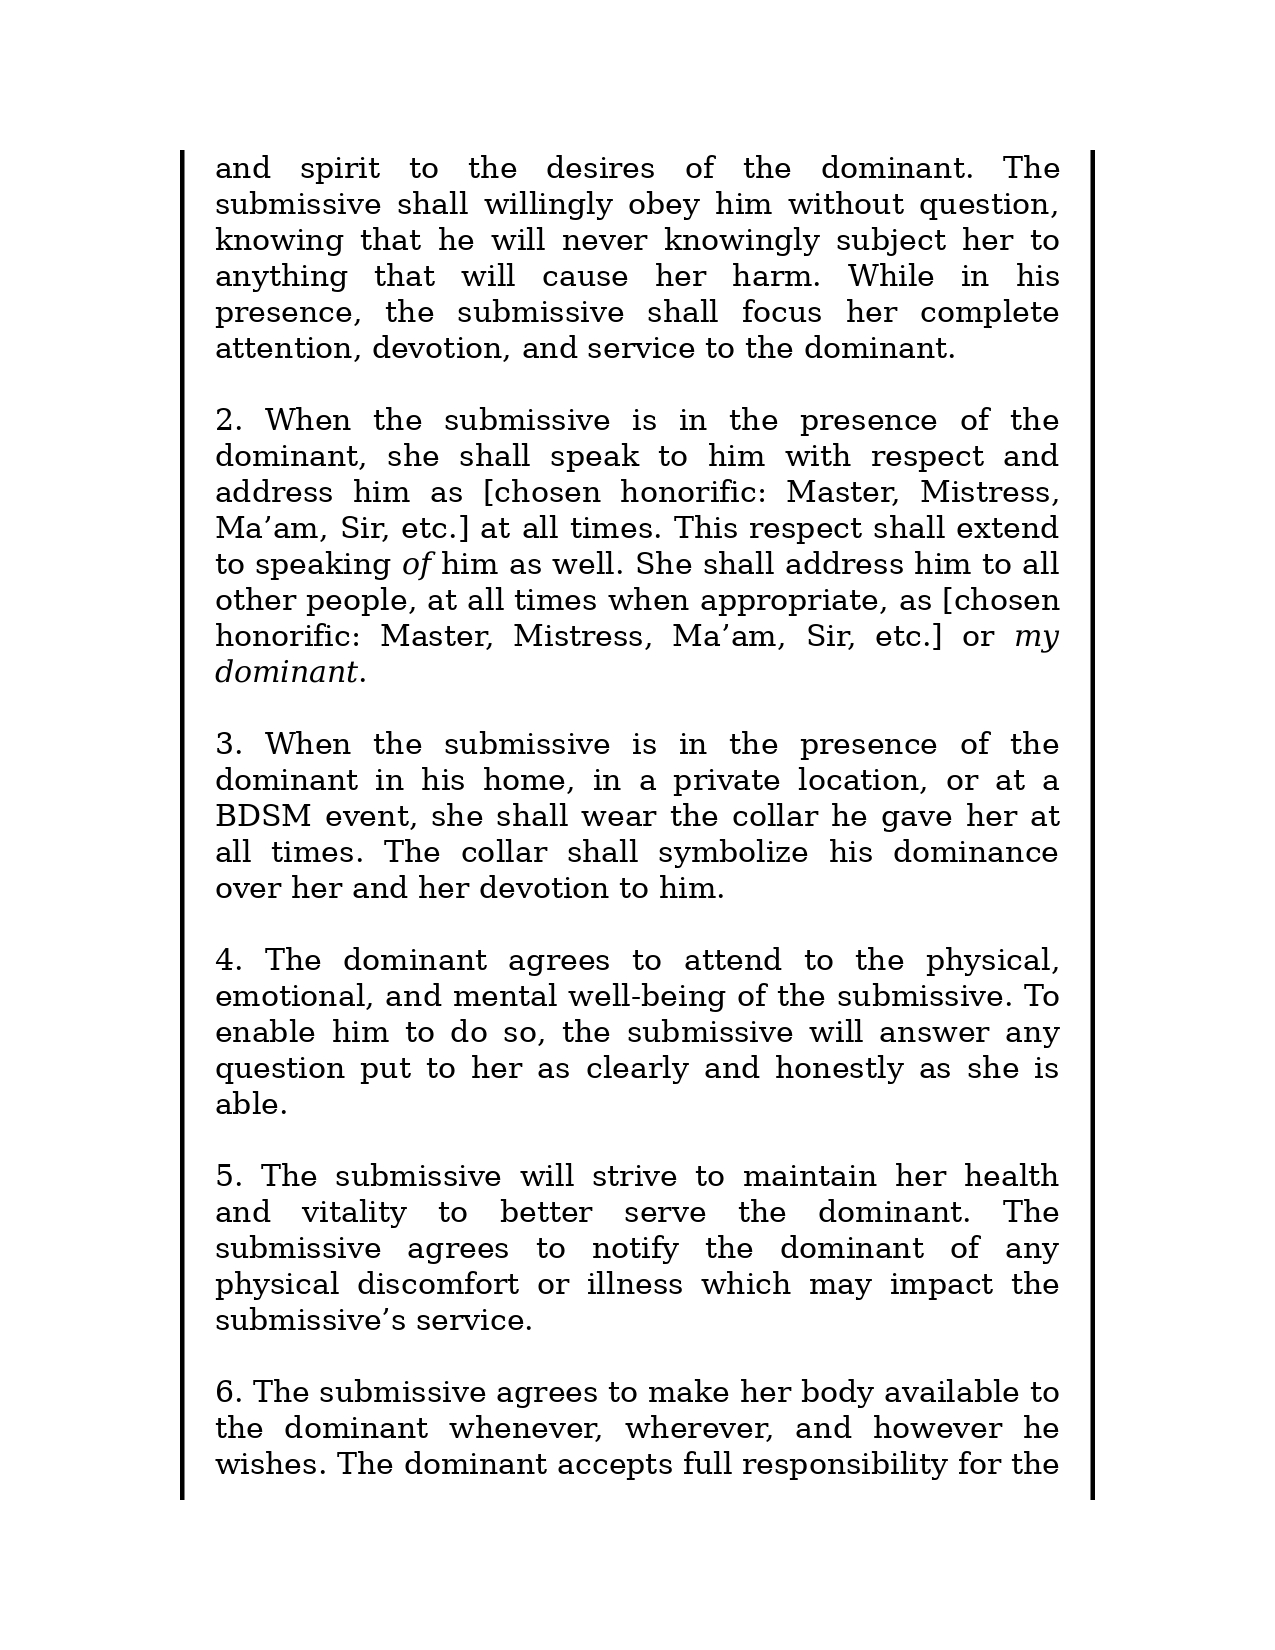 and spirit to the desires of the dominant. The
submissive shall willingly obey him without question,
knowing that he will never knowingly subject her to
anything that will cause her harm. While in his
presence, the submissive shall focus her complete
attention, devotion, and service to the dominant.
2. When the submissive is in the presence of the
dominant, she shall speak to him with respect and
address him as [chosen honorific: Master, Mistress,
Ma’am, Sir, etc.] at all times. This respect shall extend
to speaking of him as well. She shall address him to all
other people, at all times when appropriate, as [chosen
honorific: Master, Mistress, Ma’am, Sir, etc.] or my
dominant.
3. When the submissive is in the presence of the
dominant in his home, in a private location, or at a
BDSM event, she shall wear the collar he gave her at
all times. The collar shall symbolize his dominance
over her and her devotion to him.
4. The dominant agrees to attend to the physical,
emotional, and mental well-being of the submissive. To
enable him to do so, the submissive will answer any
question put to her as clearly and honestly as she is
able.
5. The submissive will strive to maintain her health
and vitality to better serve the dominant. The
submissive agrees to notify the dominant of any
physical discomfort or illness which may impact the
submissive’s service.
6. The submissive agrees to make her body available to
the dominant whenever, wherever, and however he
wishes. The dominant accepts full responsibility for the